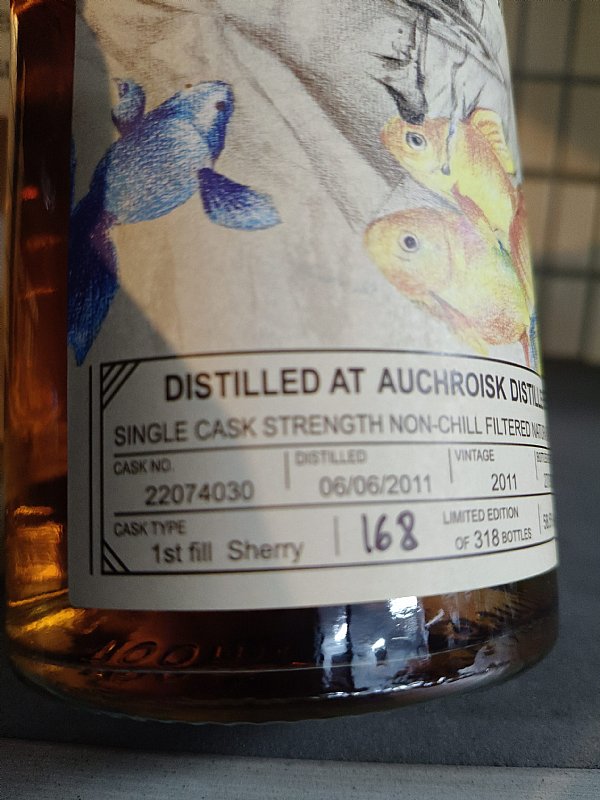 DISTILLED AT AUCHROISK
SINGLE CASK STRENGTH NON-CHILL FILTERED
CASK NO. DISTILLED VINTAGE
22074030 06/06/2011 2011
CASK TYPE LIMITED EDITION
1st fill Sherry 168 OF 318 BOTTLES